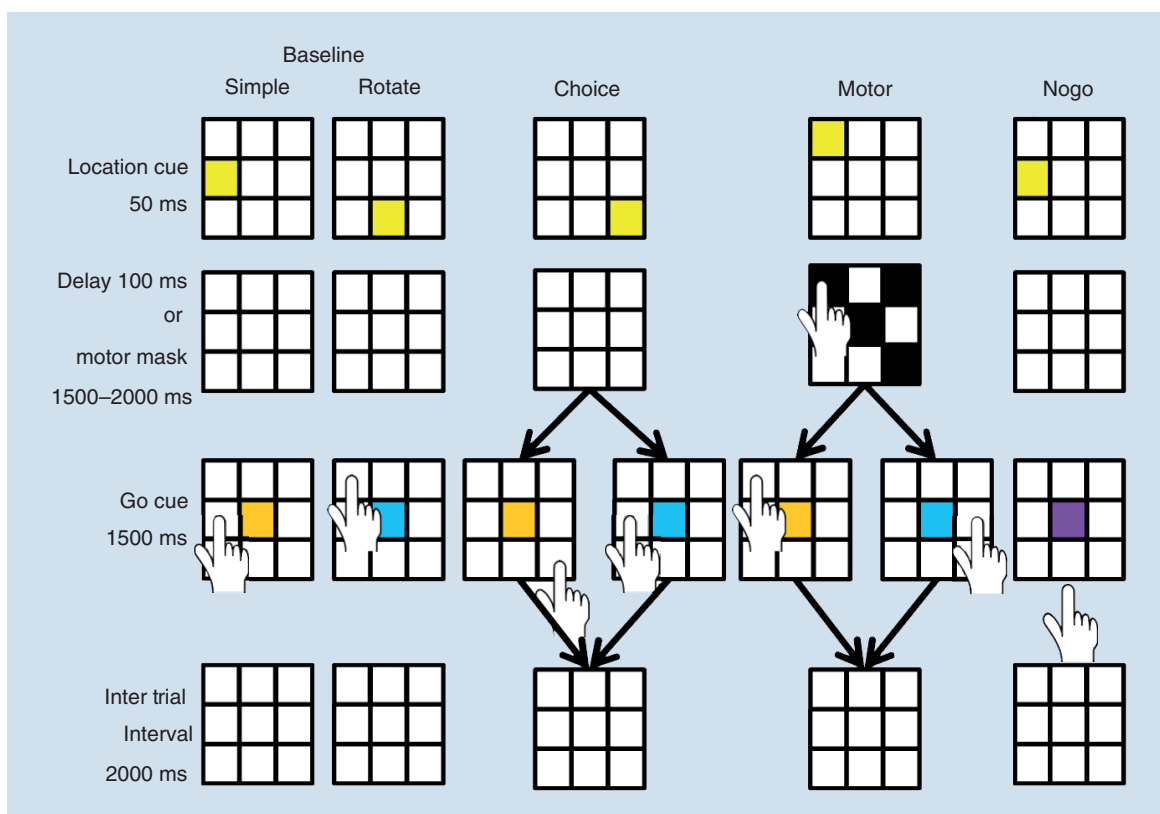 Baseline
Simple Rotate Choice Motor Nogo
Location cue
50 ms
Delay 100 ms
or
motor mask
1500–2000 ms
Go cue
1500 ms
Inter trial
Interval
2000 ms